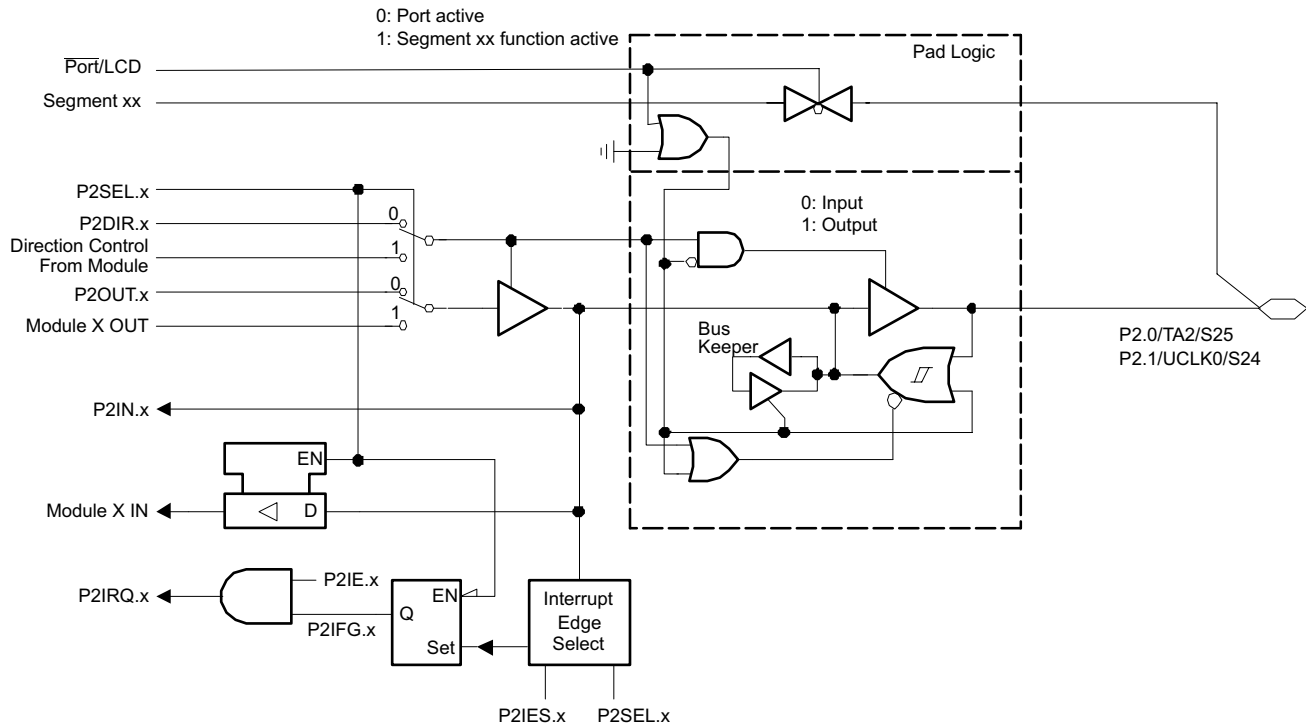 0: Port active
1: Segment xx function active
Pad Logic
Port/LCD
Segment xx
P2SEL.x
P2DIR.x
0
0: Input
1: Output
Direction Control
From Module
1
P2OUT.x
0
Module X OUT
1
Bus
Keeper
P2.0/TA2/S25
P2.1/UCLK0/S24
P2IN.x
EN
Module X IN
D
P2IE.x
P2IRQ.x
EN
Q
P2IFG.x
Set
Interrupt
Edge
Select
P2IES.x
P2SEL.x